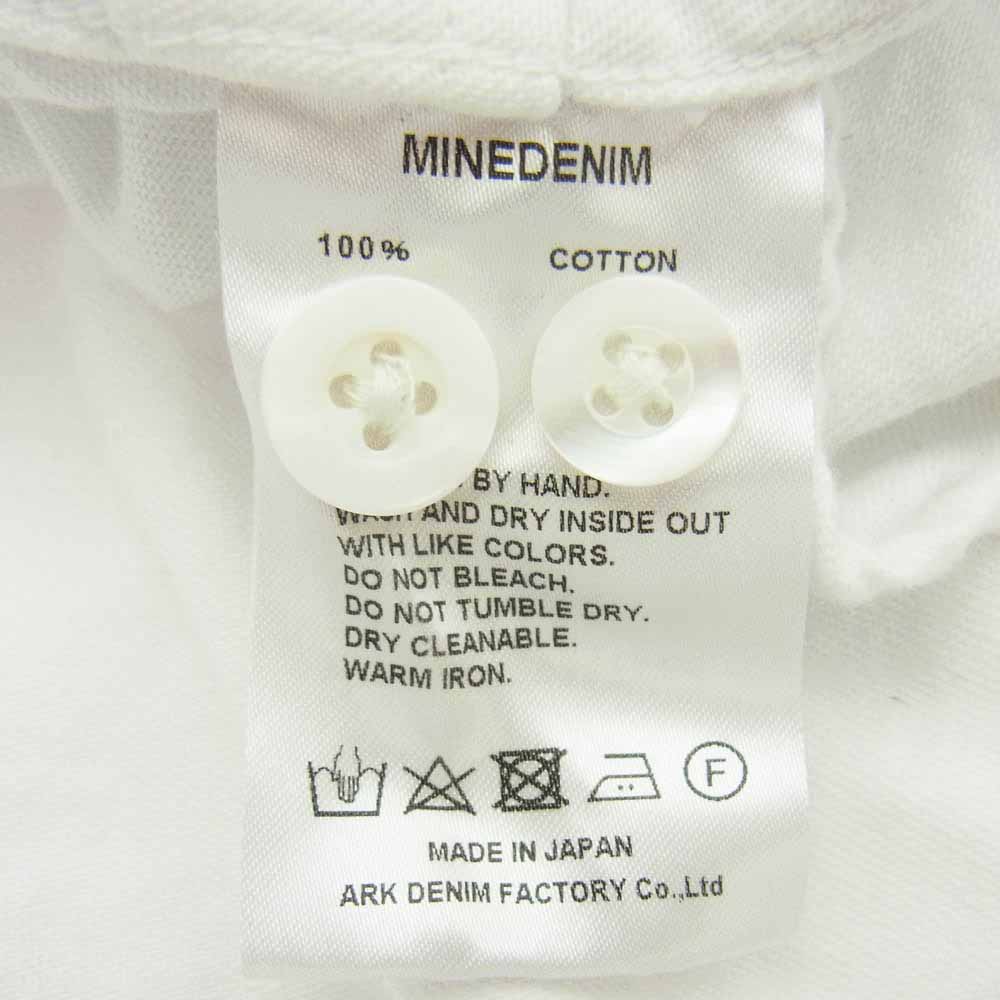 MINEDENIM
100% COTTON
BY HAND.
WASH AND DRY INSIDE OUT
WITH LIKE COLORS.
DO NOT BLEACH.
DO NOT TUMBLE DRY.
DRY CLEANABLE.
WARM IRON.
F
MADE IN JAPAN
ARK DENIM FACTORY Co.,Ltd